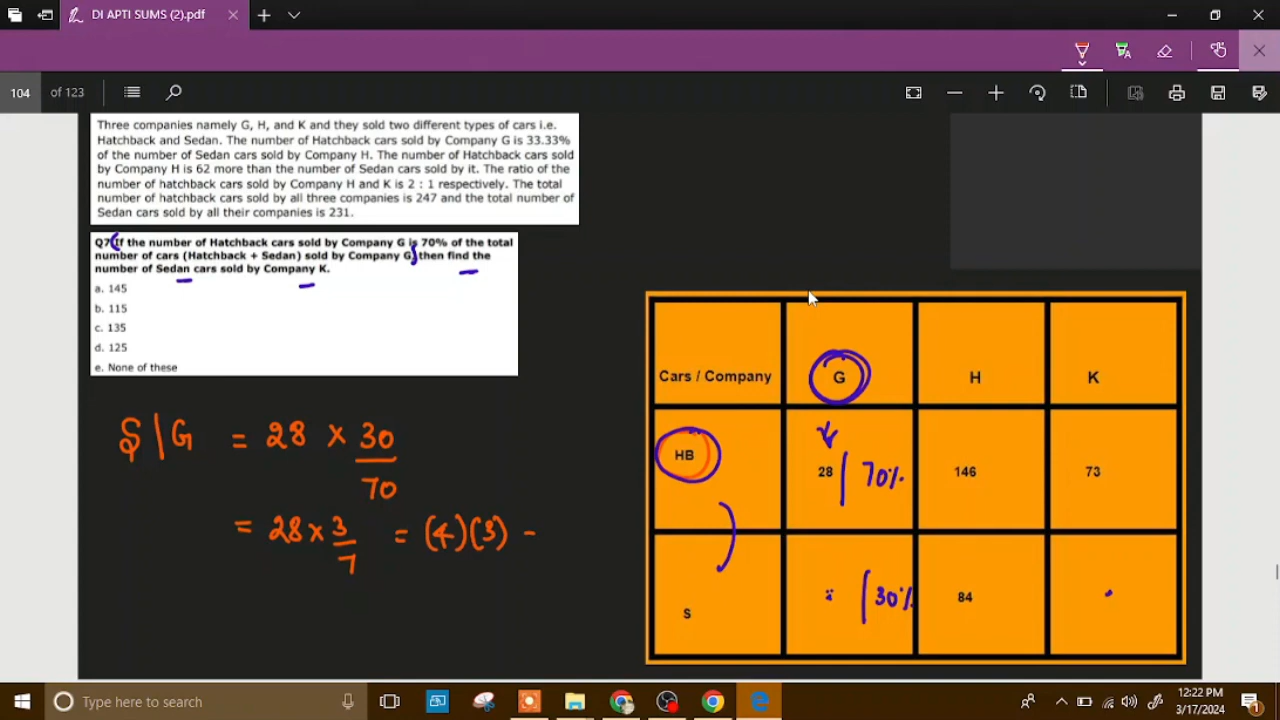 DI APTI SUMS (2).pdf
104 of 123
Three companies namely G, H, and K and they sold two different types of cars i.e.
Hatchback and Sedan. The number of Hatchback cars sold by Company G is 33.33%
of the number of Sedan cars sold by Company H. The number of Hatchback cars sold
by Company H is 62 more than the number of Sedan cars sold by it. The ratio of the
number of hatchback cars sold by Company H and K is 2 : 1 respectively. The total
number of hatchback cars sold by all three companies is 247 and the total number of
Sedan cars sold by all their companies is 231.
Q7 If the number of Hatchback cars sold by Company G is 70% of the total
number of cars (Hatchback + Sedan) sold by Company G, then find the
number of Sedan cars sold by Company K.
a. 145
b. 115
c. 135
d. 125
e. None of these
S | G = 28 × 30
70
= 28 × 3
7
= (4)(3) -
Cars / Company G H K
HB 28 | 70% 146 73
S | 30% 84
Type here to search
12:22 PM
3/17/2024
1